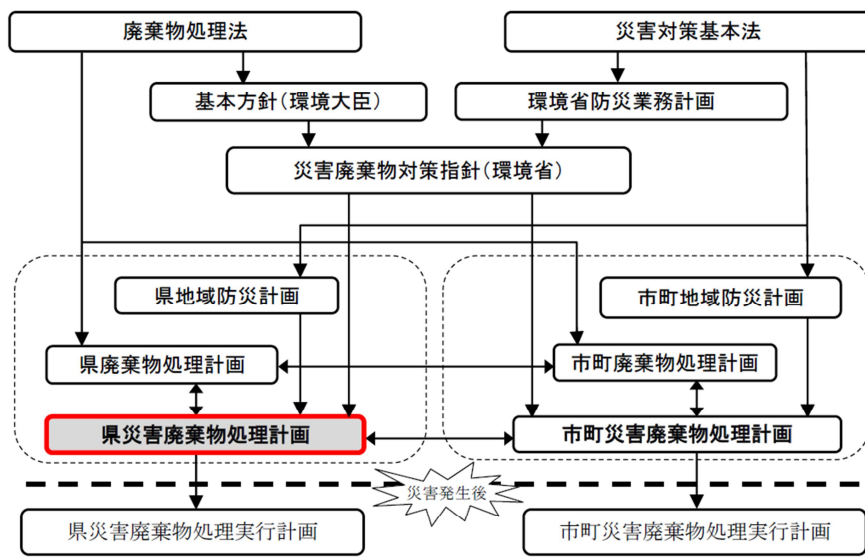 廃棄物処理法
災害対策基本法
基本方針(環境大臣)
環境省防災業務計画
災害廃棄物対策指針(環境省)
県地域防災計画
市町地域防災計画
県廃棄物処理計画
市町廃棄物処理計画
県災害廃棄物処理計画
市町災害廃棄物処理計画
災害発生後
県災害廃棄物処理実行計画
市町災害廃棄物処理実行計画